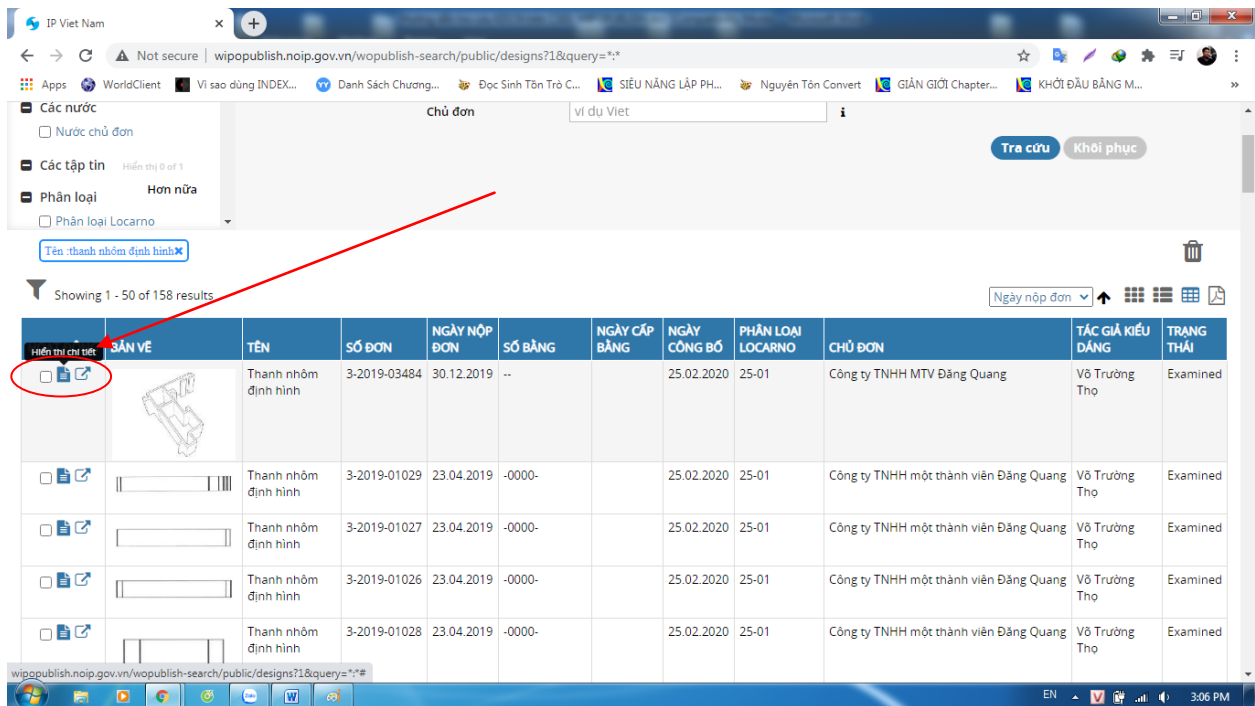 IP Viet Nam
Not secure | wipopublish.noip.gov.vn/wopublish-search/public/designs?1&query=*:*
Apps WorldClient Vì sao dùng INDEX... Danh Sách Chương... Đọc Sinh Tồn Trò C... SIÊU NĂNG LẬP PH... Nguyên Tôn Convert GIẢN GIỚI Chapter... KHỞI ĐẦU BẰNG M... »
Các nước
Chủ đơn ví dụ Viet i
Nước chủ đơn
Tra cứu Khôi phục
Các tập tin Hiển thị 0 of 1
Hơn nữa
Phân loại
Phân loại Locarno
Tên :thanh nhôm định hình
Showing 1 - 50 of 158 results
Ngày nộp đơn
Hiển thị chi tiết BẢN VẼ TÊN SỐ ĐƠN NGÀY NỘP ĐƠN SỐ BẰNG NGÀY CẤP BẰNG NGÀY CÔNG BỐ PHÂN LOẠI LOCARNO CHỦ ĐƠN TÁC GIẢ KIỂU DÁNG TRẠNG THÁI
Thanh nhôm định hình 3-2019-03484 30.12.2019 -- 25.02.2020 25-01 Công ty TNHH MTV Đăng Quang Võ Trường Thọ Examined
Thanh nhôm định hình 3-2019-01029 23.04.2019 -0000- 25.02.2020 25-01 Công ty TNHH một thành viên Đăng Quang Võ Trường Thọ Examined
Thanh nhôm định hình 3-2019-01027 23.04.2019 -0000- 25.02.2020 25-01 Công ty TNHH một thành viên Đăng Quang Võ Trường Thọ Examined
Thanh nhôm định hình 3-2019-01026 23.04.2019 -0000- 25.02.2020 25-01 Công ty TNHH một thành viên Đăng Quang Võ Trường Thọ Examined
Thanh nhôm định hình 3-2019-01028 23.04.2019 -0000- 25.02.2020 25-01 Công ty TNHH một thành viên Đăng Quang Võ Trường Thọ Examined
wipopublish.noip.gov.vn/wopublish-search/public/designs?1&query=*:*#
EN 3:06 PM